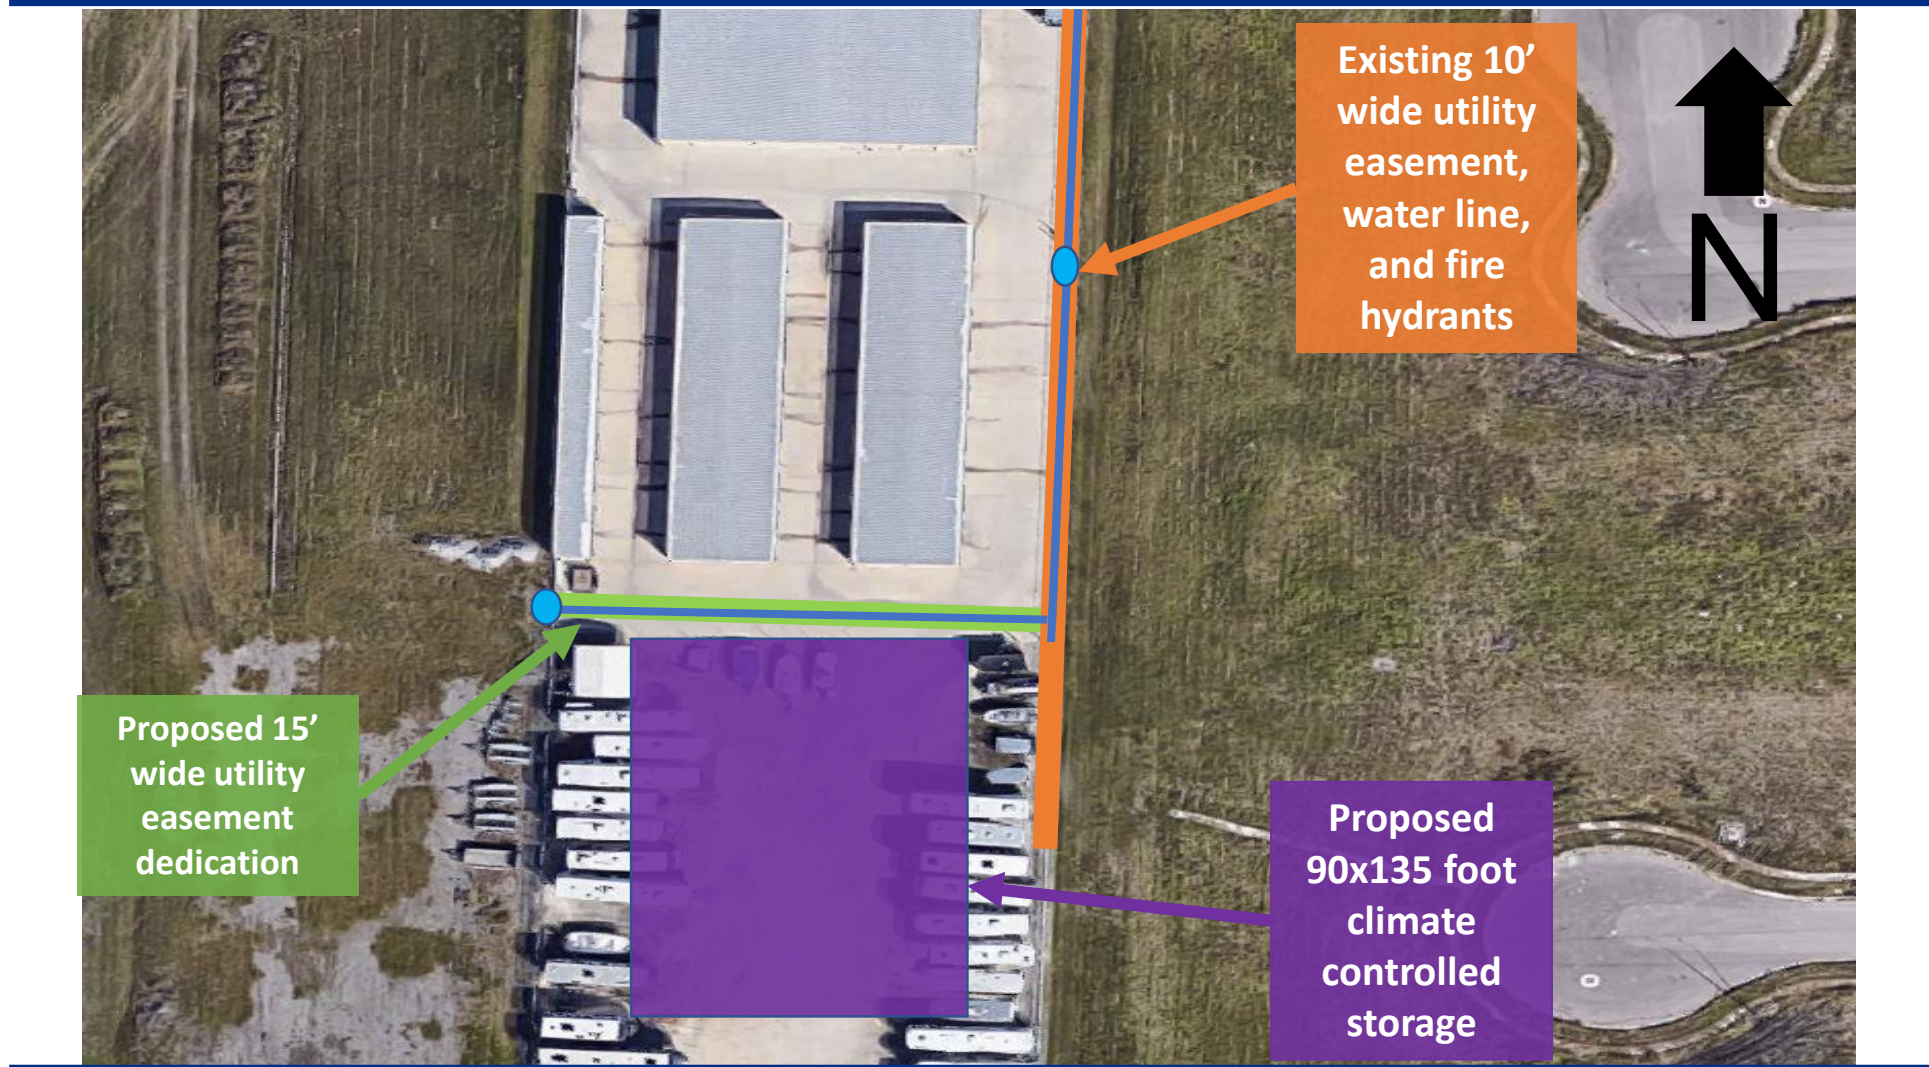 Existing 10’
wide utility
easement,
water line,
and fire
hydrants
N
Proposed 15’
wide utility
easement
dedication
Proposed
90x135 foot
climate
controlled
storage